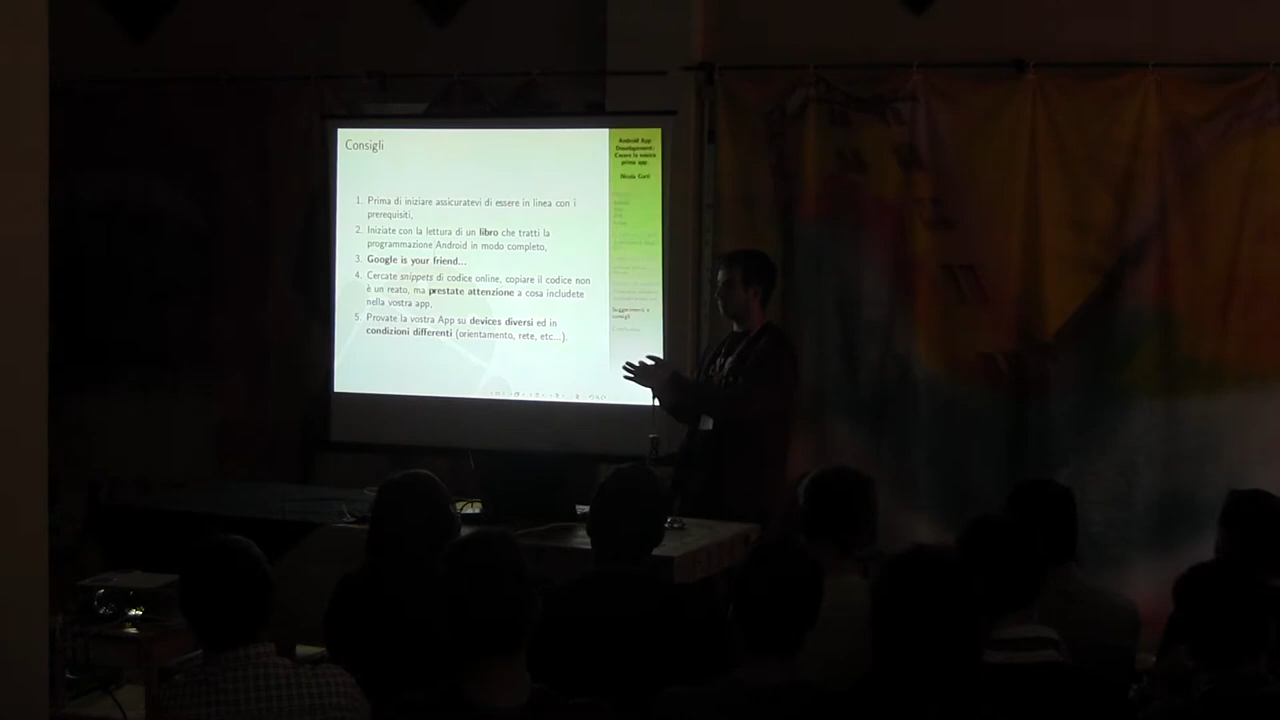 Consigli
1. Prima di iniziare assicuratevi di essere in linea con i
prerequisiti,
2. Iniziate con la lettura di un libro che tratti la
programmazione Android in modo completo,
3. Google is your friend...
4. Cercate snippets di codice online, copiare il codice non
è un reato, ma prestate attenzione a cosa includete
nella vostra app,
5. Provate la vostra App su devices diversi ed in
condizioni differenti (orientamento, rete, etc...).
Android App
Development:
Creare la nostra
prima app.
Nicola Corti
Suggerimenti e
consigli